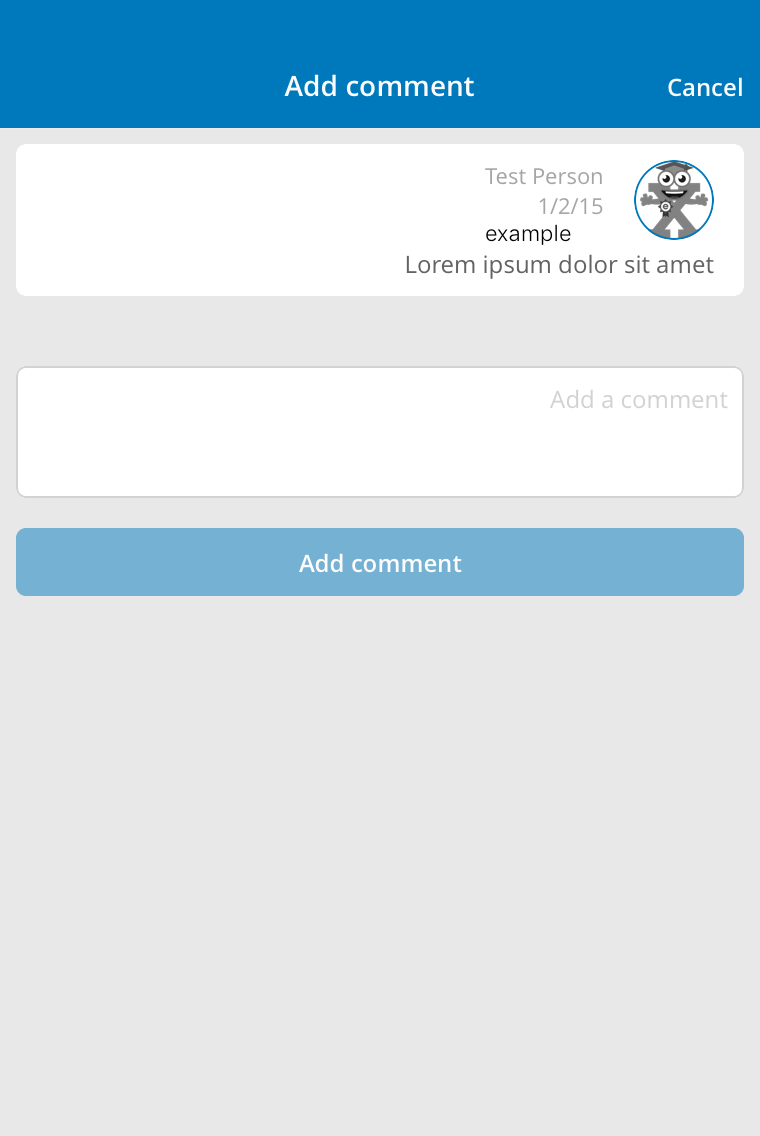 Add comment
Cancel
Test Person
1/2/15
example
Lorem ipsum dolor sit amet
Add a comment
Add comment